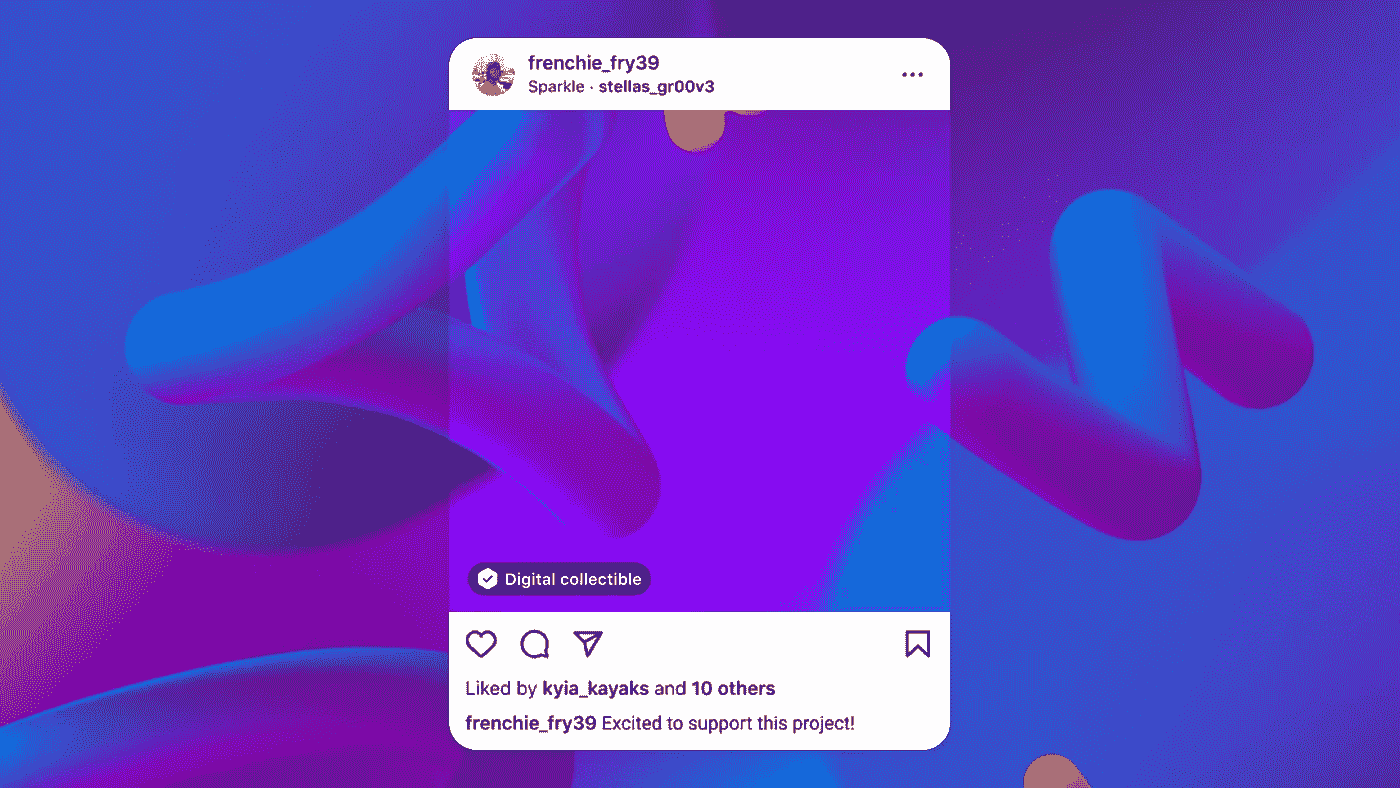 frenchie_fry39
Sparkle · stellas_gr00v3
Digital collectible
Liked by kyia_kayaks and 10 others
frenchie_fry39 Excited to support this project!